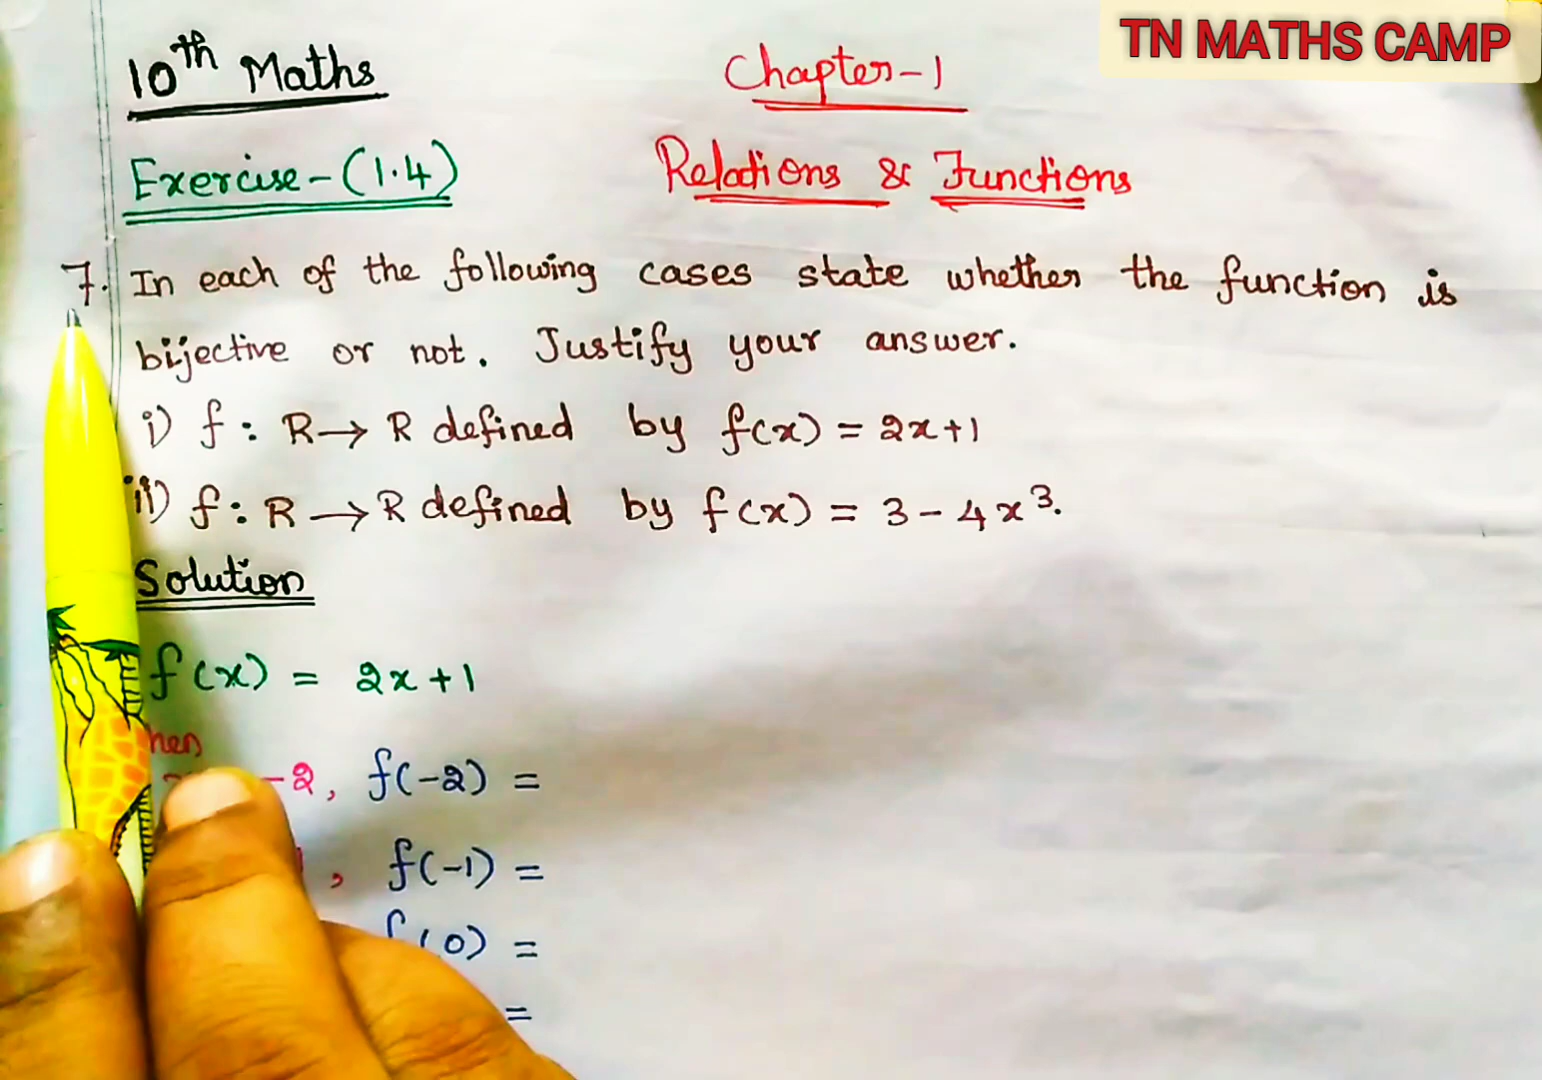 TN MATHS CAMP
10th Maths Chapter-1
Exercise-(1.4) Relations & Functions
7. In each of the following cases state whether the function is
bijective or not. Justify your answer.
i) f : R→ R defined by f(x) = 2x+1
ii) f : R → R defined by f(x) = 3-4x³.
Solution
f(x) = 2x+1
-2, f(-2) =
, f(-1) =
f(0) =
=